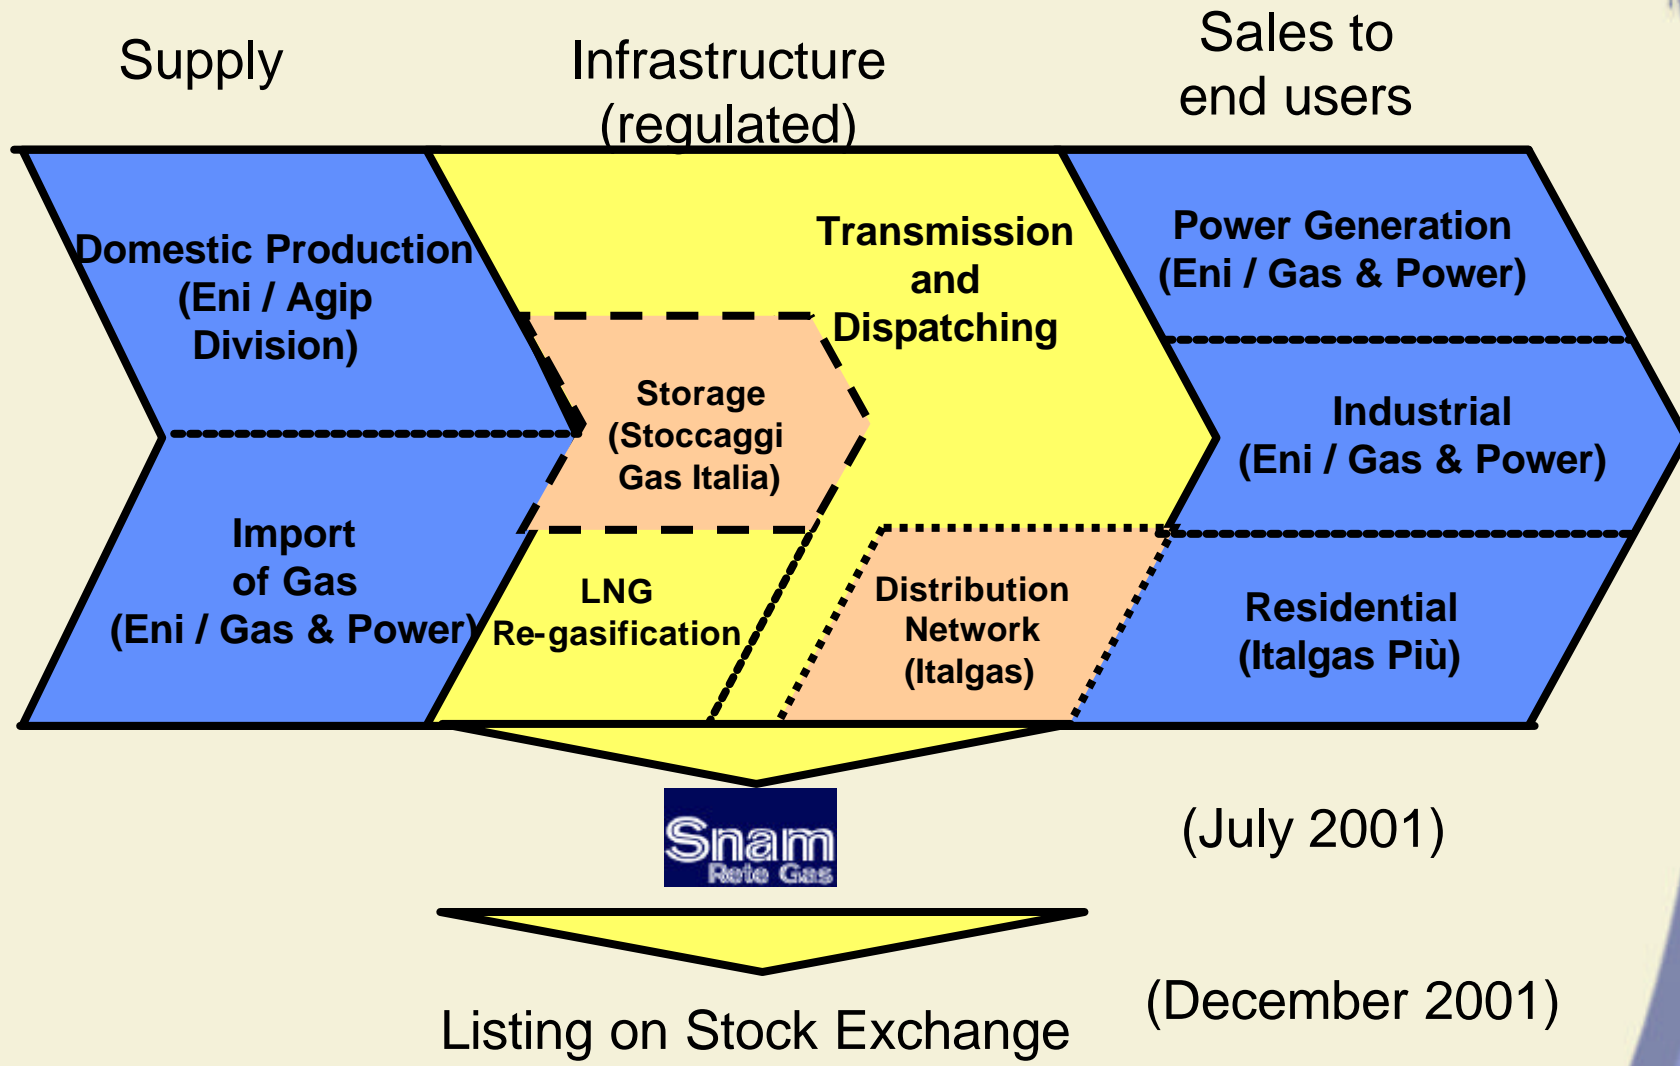 Supply
Infrastructure
(regulated)
Sales to
end users
Domestic Production
(Eni / Agip
Division)
Import
of Gas
(Eni / Gas & Power)
Transmission
and
Dispatching
Storage
(Stoccaggi
Gas Italia)
LNG
Re-gasification
Distribution
Network
(Italgas)
Power Generation
(Eni / Gas & Power)
Industrial
(Eni / Gas & Power)
Residential
(Italgas Più)
Snam
Rete Gas
(July 2001)
Listing on Stock Exchange
(December 2001)